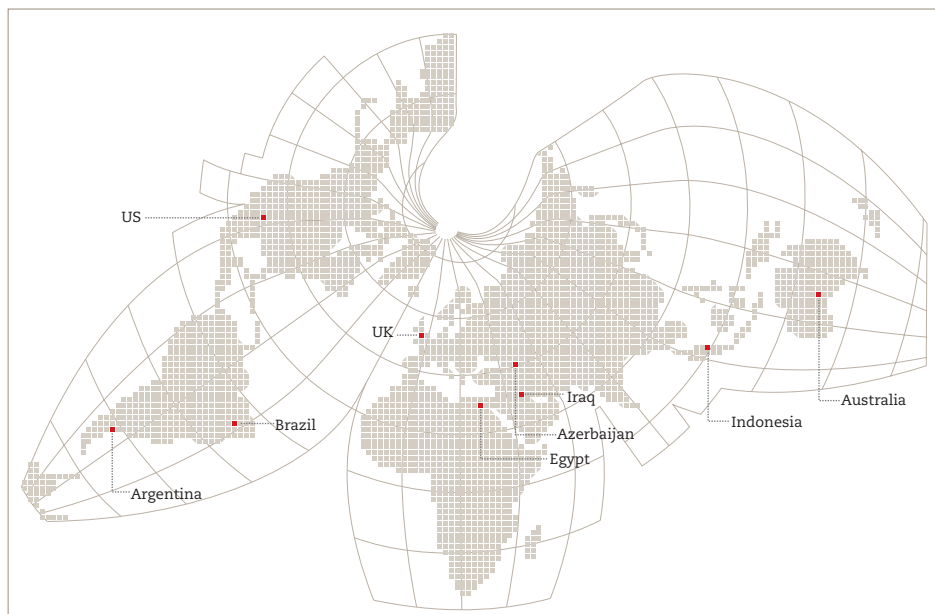 US
UK
Iraq
Australia
Brazil
Indonesia
Azerbaijan
Egypt
Argentina